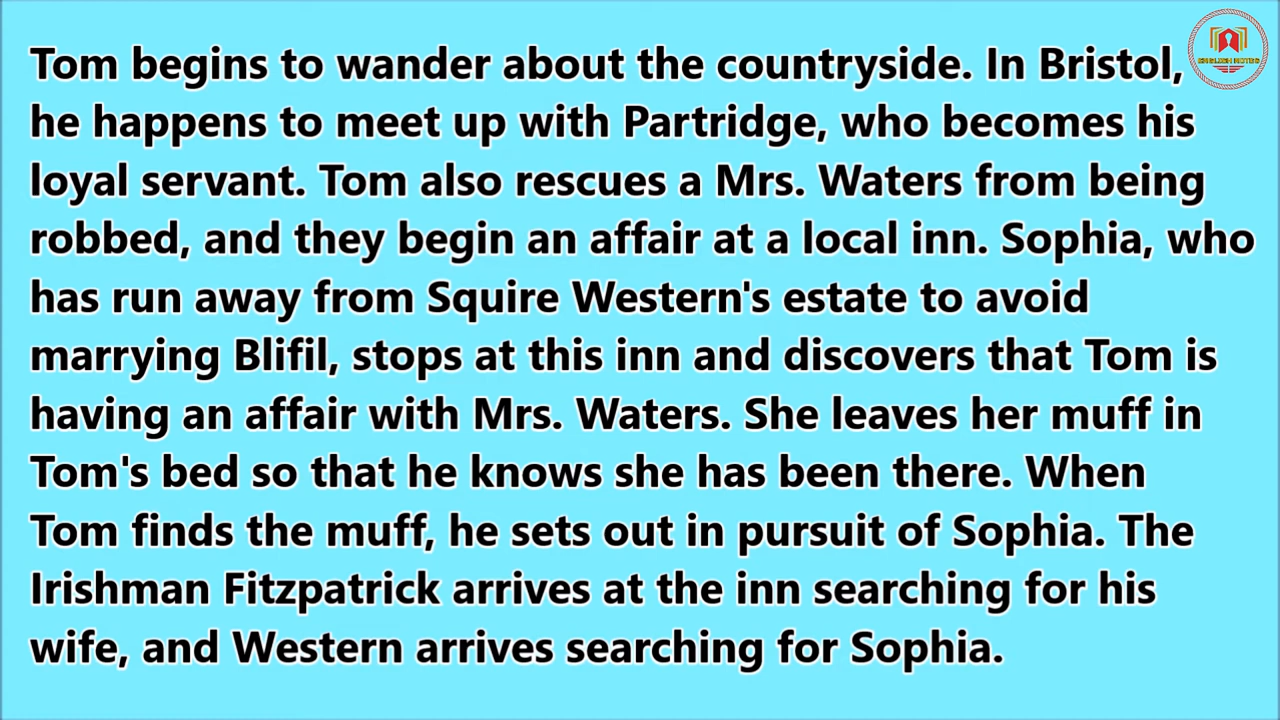 Tom begins to wander about the countryside. In Bristol,
he happens to meet up with Partridge, who becomes his
loyal servant. Tom also rescues a Mrs. Waters from being
robbed, and they begin an affair at a local inn. Sophia, who
has run away from Squire Western's estate to avoid
marrying Blifil, stops at this inn and discovers that Tom is
having an affair with Mrs. Waters. She leaves her muff in
Tom's bed so that he knows she has been there. When
Tom finds the muff, he sets out in pursuit of Sophia. The
Irishman Fitzpatrick arrives at the inn searching for his
wife, and Western arrives searching for Sophia.
ENGLISH NOTES